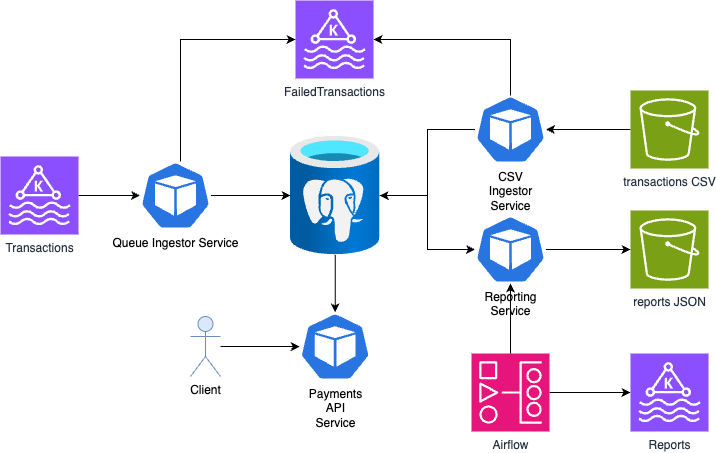 K
FailedTransactions
K
Transactions
Queue Ingestor Service
CSV
Ingestor
Service
transactions CSV
Reporting
Service
reports JSON
Client
Payments
API
Service
Airflow
K
Reports